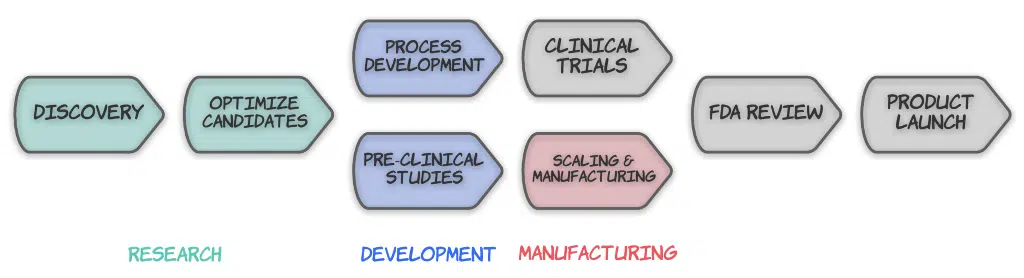 DISCOVERY
OPTIMIZE
CANDIDATES
PROCESS
DEVELOPMENT
PRE-CLINICAL
STUDIES
CLINICAL
TRIALS
SCALING &
MANUFACTURING
FDA REVIEW
PRODUCT
LAUNCH
RESEARCH
DEVELOPMENT
MANUFACTURING